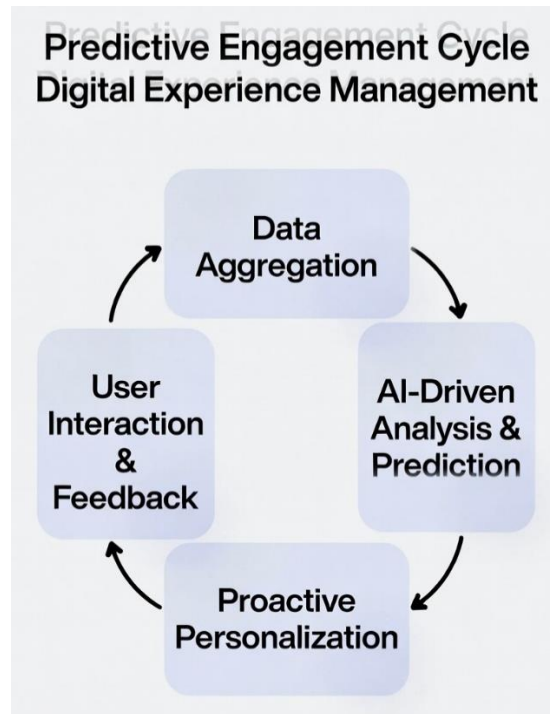 Predictive Engagement Cycle
Digital Experience Management
Data
Aggregation
AI-Driven
Analysis &
Prediction
Proactive
Personalization
User
Interaction
&
Feedback